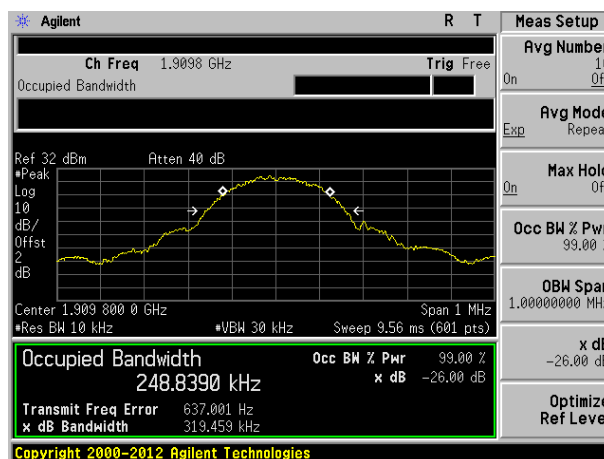 Agilent R T
Ch Freq 1.9098 GHz Trig Free
Occupied Bandwidth
Ref 32 dBm Atten 40 dB
#Peak
Log
10
dB/
Offst
2
dB
Center 1.909 800 0 GHz Span 1 MHz
#Res BW 10 kHz #VBW 30 kHz Sweep 9.56 ms (601 pts)
Occupied Bandwidth Occ BW % Pwr 99.00 %
248.8390 kHz x dB -26.00 dB
Transmit Freq Error 637.001 Hz
x dB Bandwidth 319.459 kHz
Copyright 2000-2012 Agilent Technologies
Meas Setup
Avg Number
On
Avg Mode
Exp Repea
Max Hold
On Of
Occ BW % Pwr
99.00
OBW Span
1.00000000 MH
x dB
-26.00 dB
Optimize
Ref Level